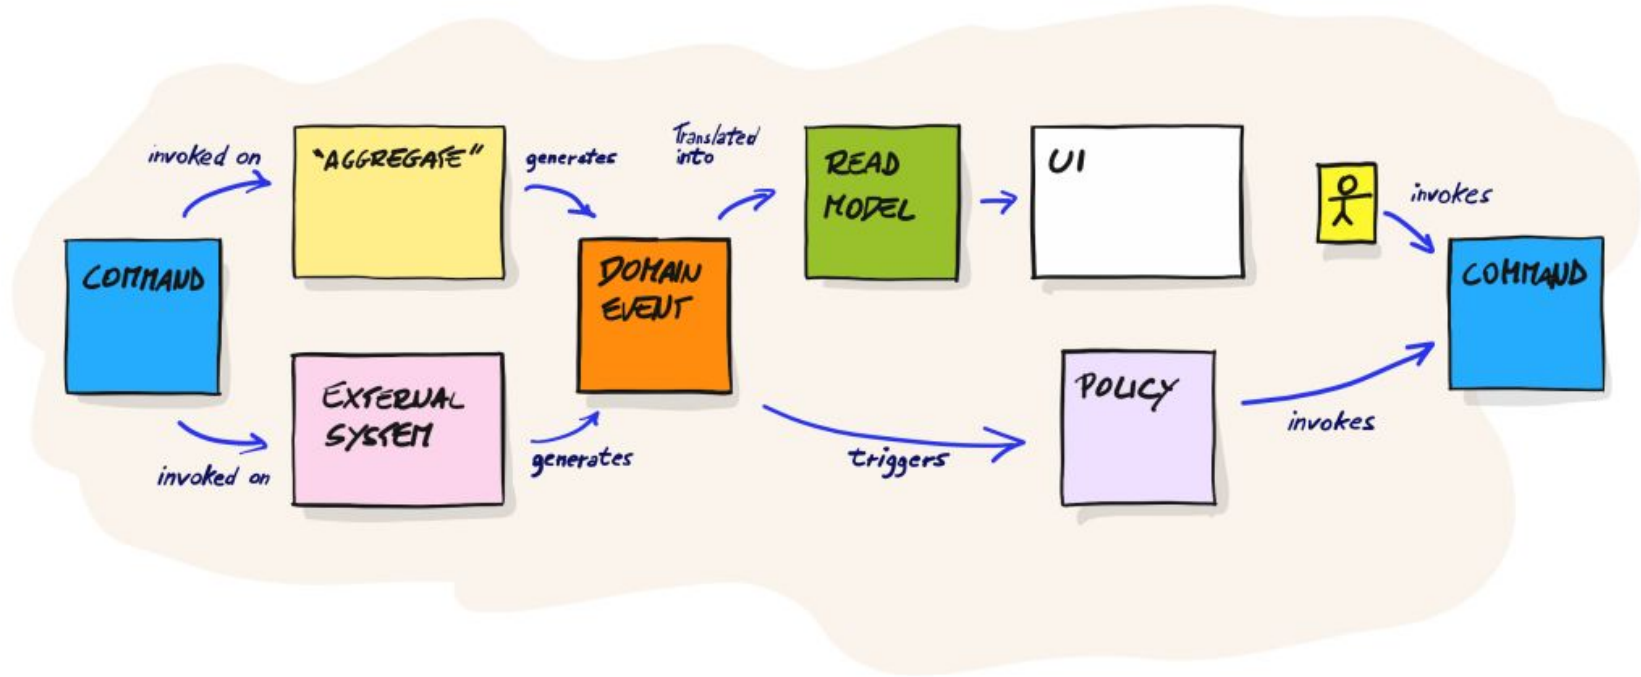 invoked on
"AGGREGATE"
generates
Translated
into
READ
MODEL
UI
invokes
COMMAND
DOMAIN
EVENT
COMMAND
EXTERNAL
SYSTEM
POLICY
invoked on
generates
triggers
invokes